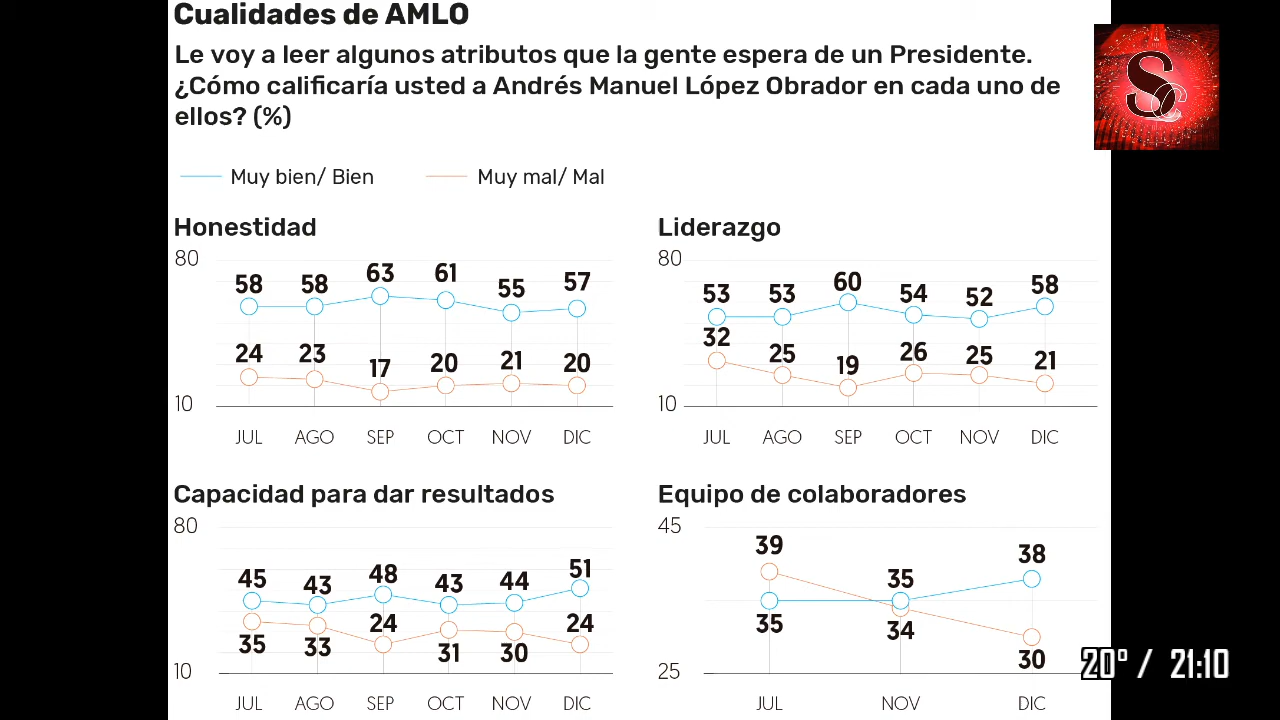 Cualidades de AMLO
Le voy a leer algunos atributos que la gente espera de un Presidente.
¿Cómo calificaría usted a Andrés Manuel López Obrador en cada uno de
ellos? (%)
Muy bien/ Bien
Muy mal/ Mal
Honestidad
80
58 58 63 61 55 57
24 23 17 20 21 20
10
JUL AGO SEP OCT NOV DIC
Liderazgo
80
53 53 60 54 52 58
32 25 19 26 25 21
10
JUL AGO SEP OCT NOV DIC
Capacidad para dar resultados
80
45 43 48 43 44 51
35 33 24 31 30 24
10
JUL AGO SEP OCT NOV DIC
Equipo de colaboradores
45
39 35 38
35 34 30
25
JUL NOV DIC
20° / 21:10